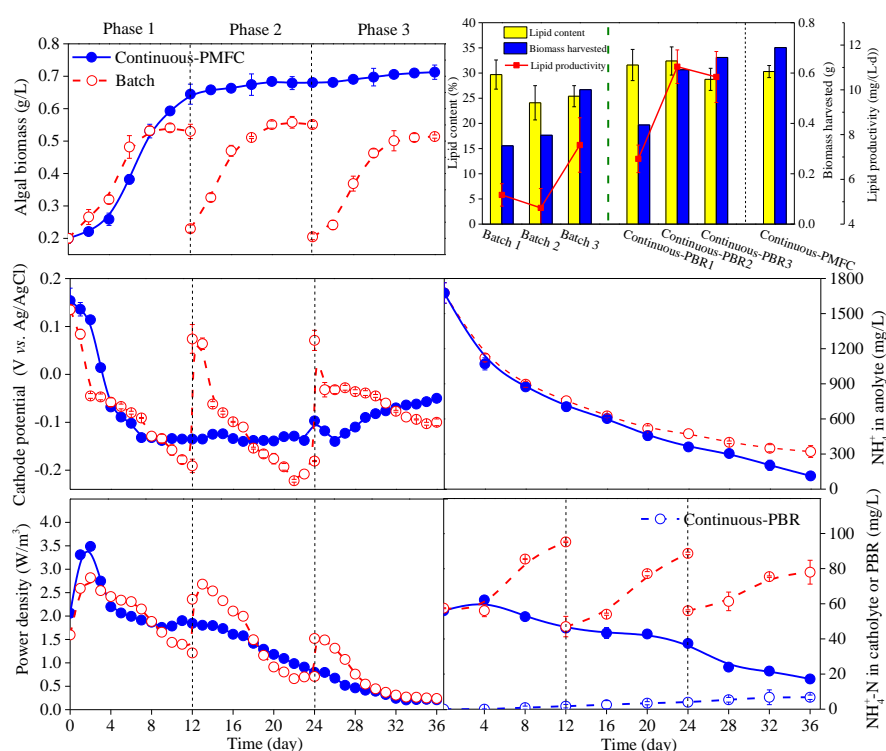 Phase 1 Phase 2 Phase 3
Continuous-PMFC
Batch
Algal biomass (g/L)
0.8
0.7
0.6
0.5
0.4
0.3
0.2
Lipid content
Biomass harvested
Lipid productivity
Lipid content (%)
40
35
30
25
20
15
10
5
0
0.8
0.6
0.4
0.2
0.0
Biomass harvested (g)
10
8
6
4
Lipid productivity (mg/(L·d))
Batch 1
Batch 2
Batch 3
Continuous-PBR1
Continuous-PBR2
Continuous-PBR3
Continuous-PMFC
Cathode potential (V vs. Ag/AgCl)
0.2
0.1
0.0
-0.1
-0.2
1800
1500
1200
900
600
300
0
NH₄⁺ in anolyte (mg/L)
Power density (W/m³)
4.0
3.5
3.0
2.5
2.0
1.5
1.0
0.5
0.0
Continuous-PBR
100
80
60
40
20
0
NH₄⁺-N in catholyte or PBR (mg/L)
0 4 8 12 16 20 24 28 32 36
Time (day)
4 8 12 16 20 24 28 32 36
Time (day)